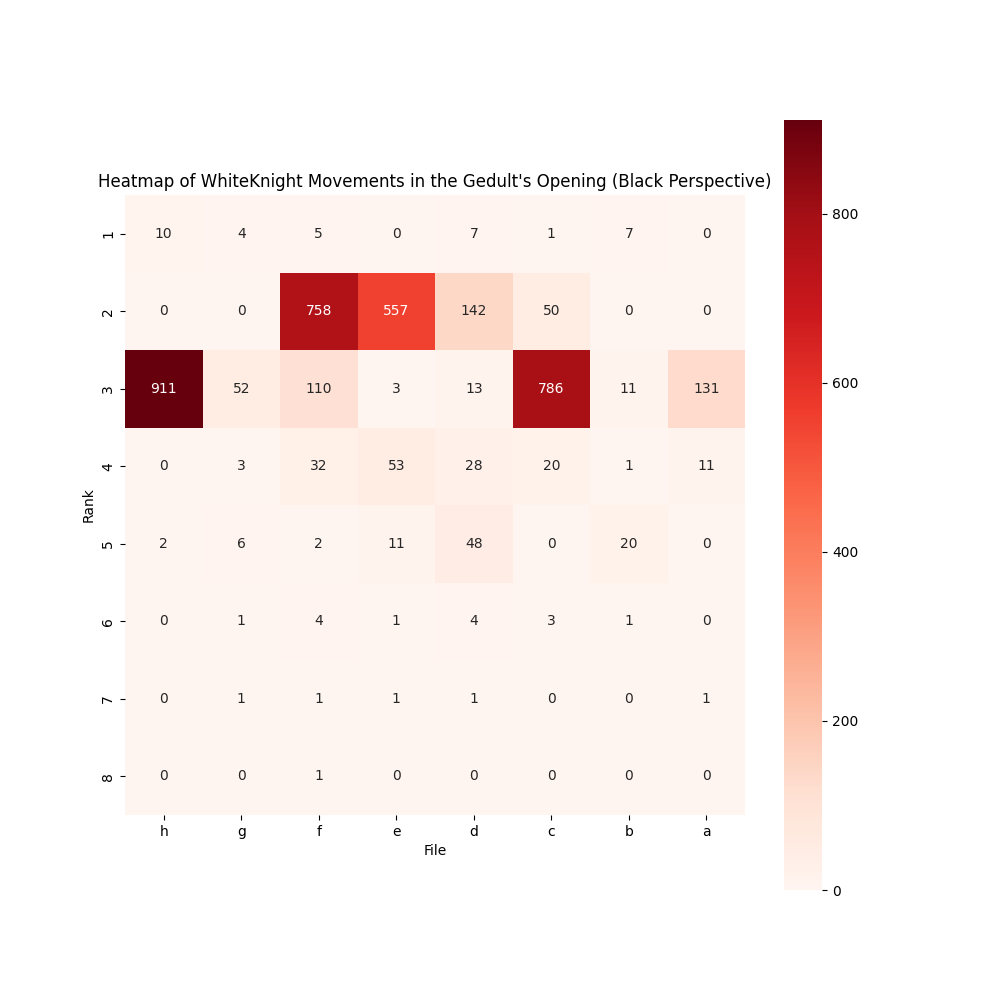 Heatmap of WhiteKnight Movements in the Gedult's Opening (Black Perspective)
1 10 4 5 0 7 1 7 0
2 0 0 758 557 142 50 0 0
3 911 52 110 3 13 786 11 131
4 0 3 32 53 28 20 1 11
5 2 6 2 11 48 0 20 0
6 0 1 4 1 4 3 1 0
7 0 1 1 1 1 0 0 1
8 0 0 1 0 0 0 0 0
h g f e d c b a
File
Rank
800
600
400
200
0